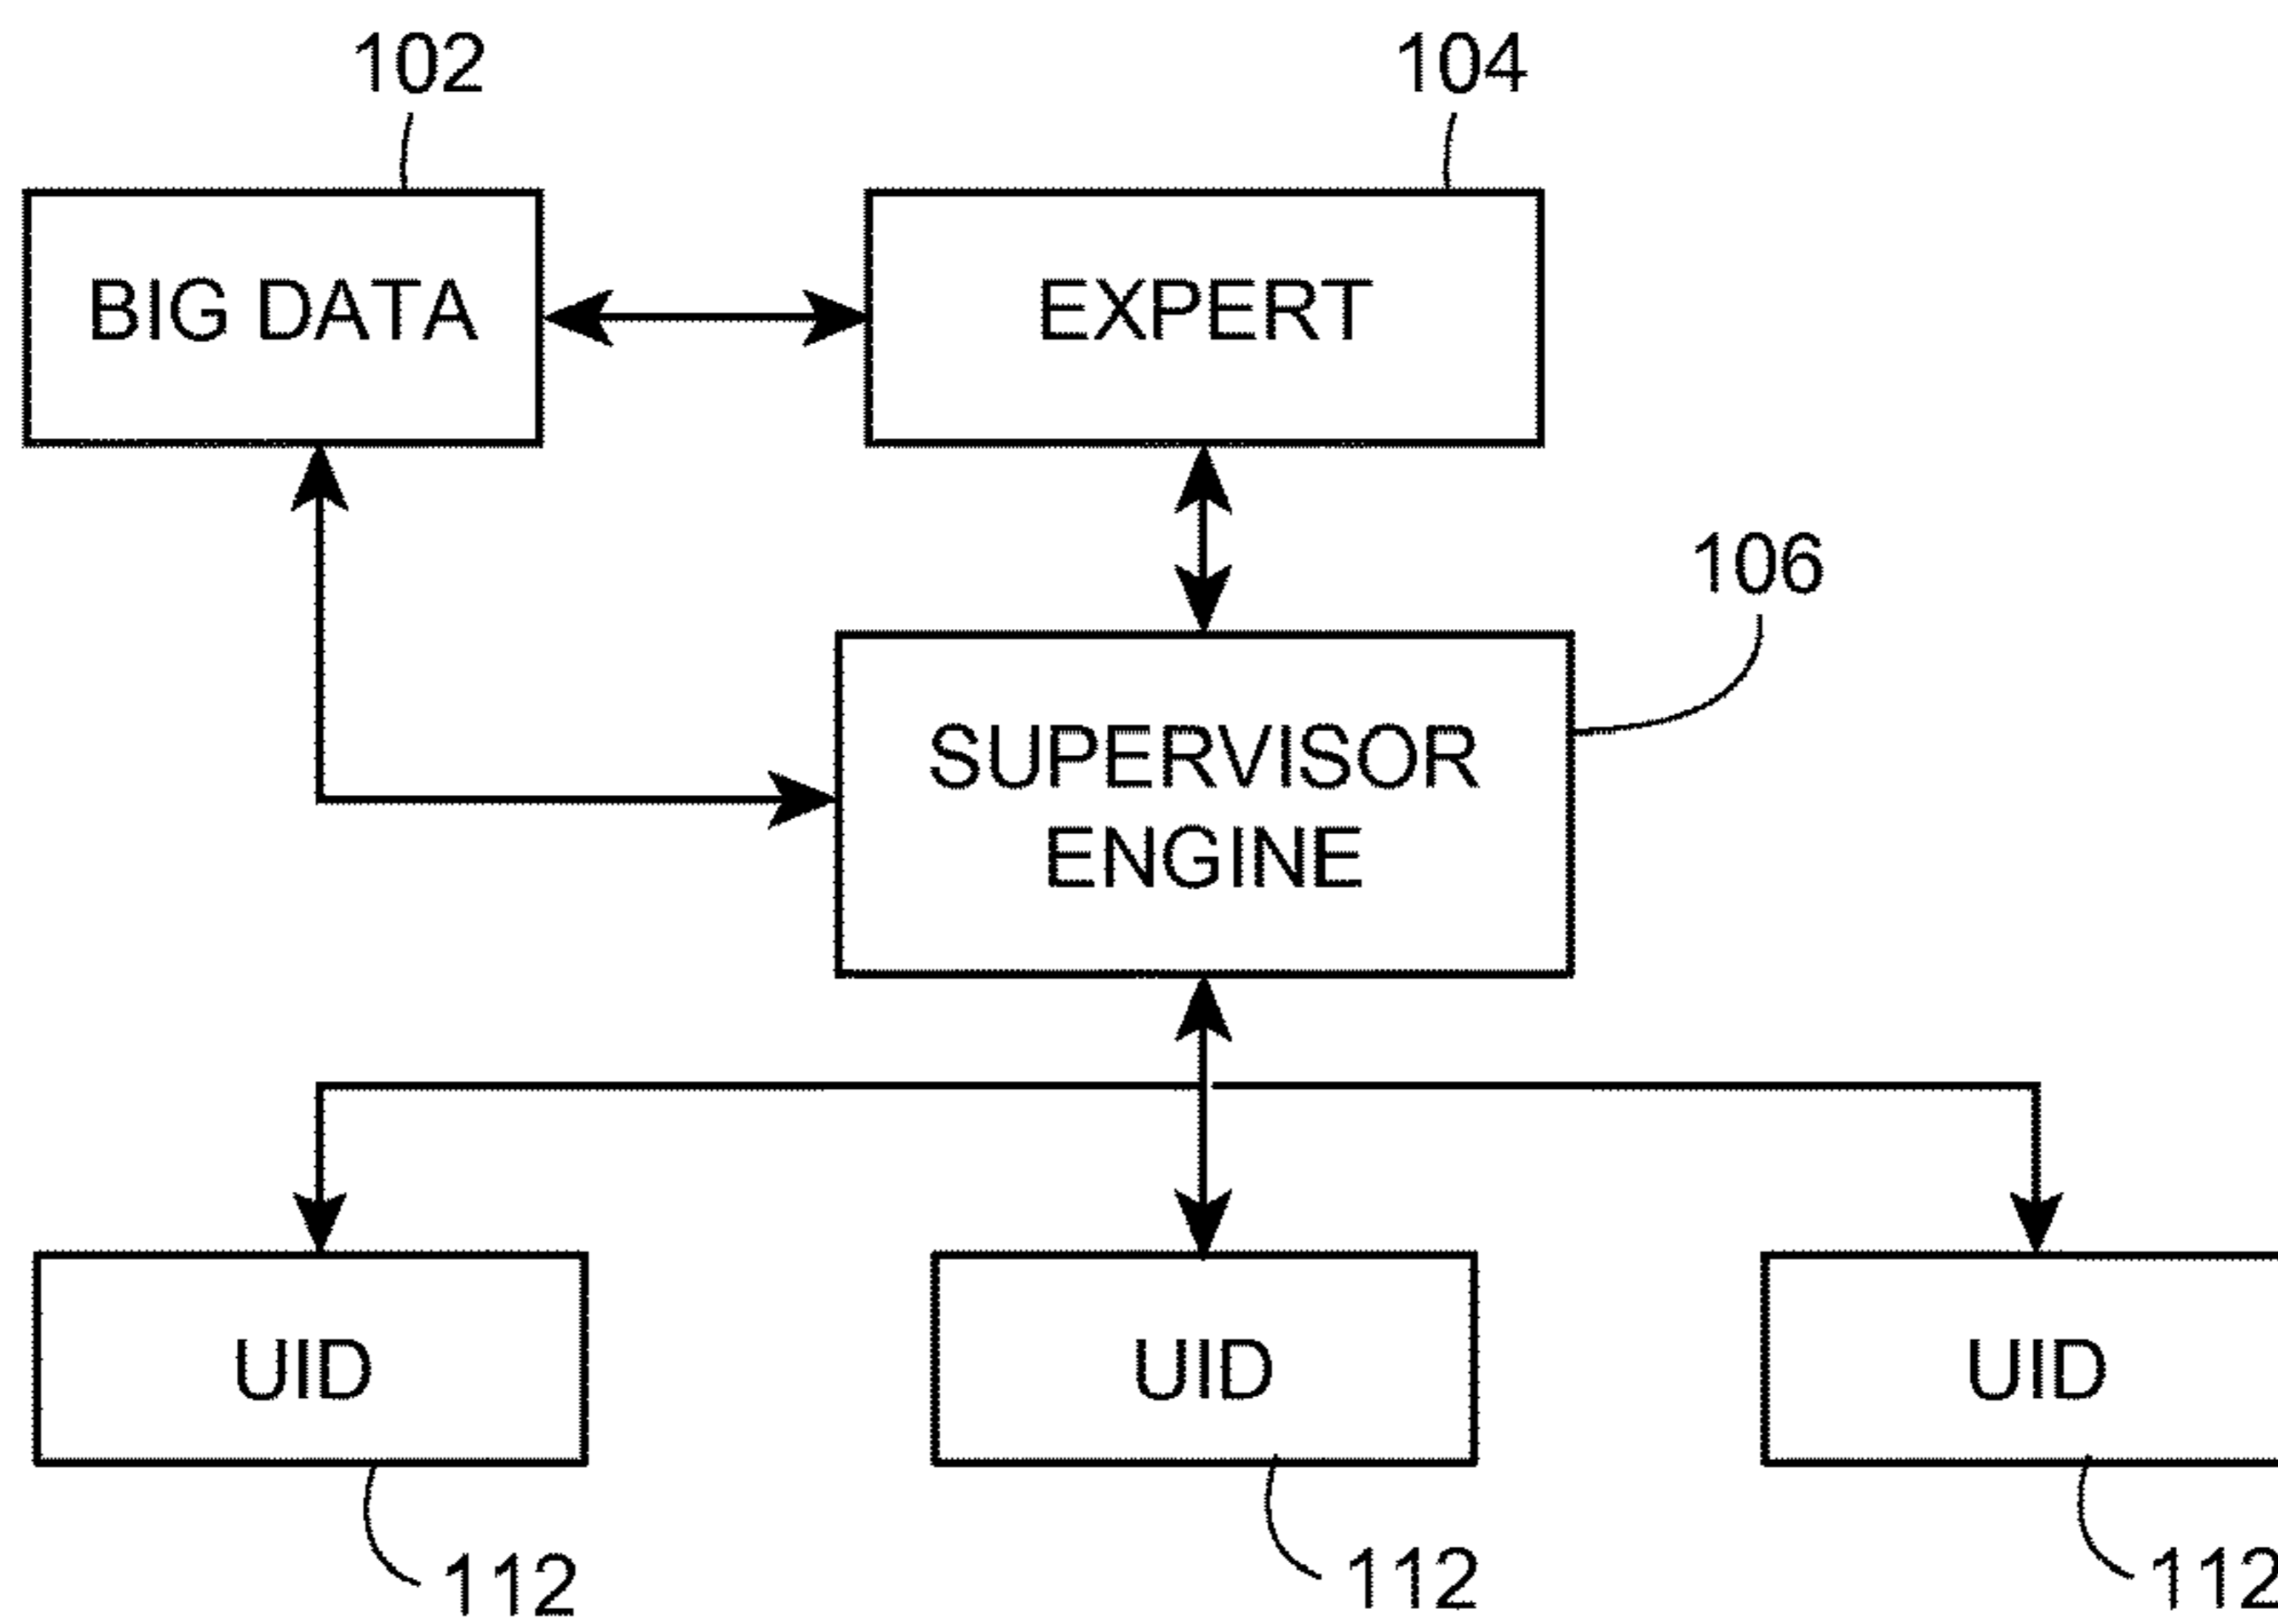 102
104
BIG DATA
EXPERT
106
SUPERVISOR
ENGINE
UID
UID
UID
112
112
112